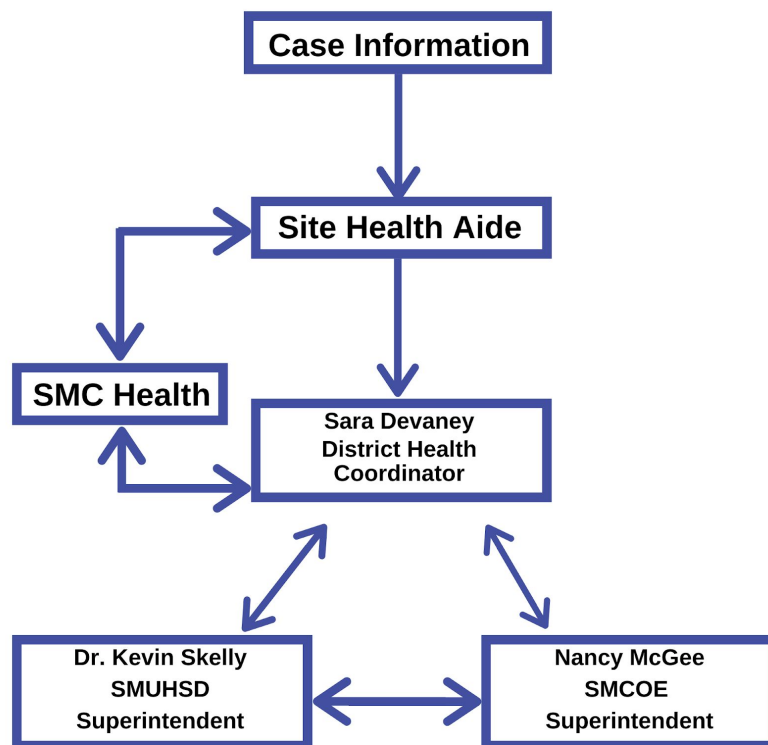 Case Information
Site Health Aide
SMC Health
Sara Devaney
District Health
Coordinator
Dr. Kevin Skelly
SMUHSD
Superintendent
Nancy McGee
SMCOE
Superintendent